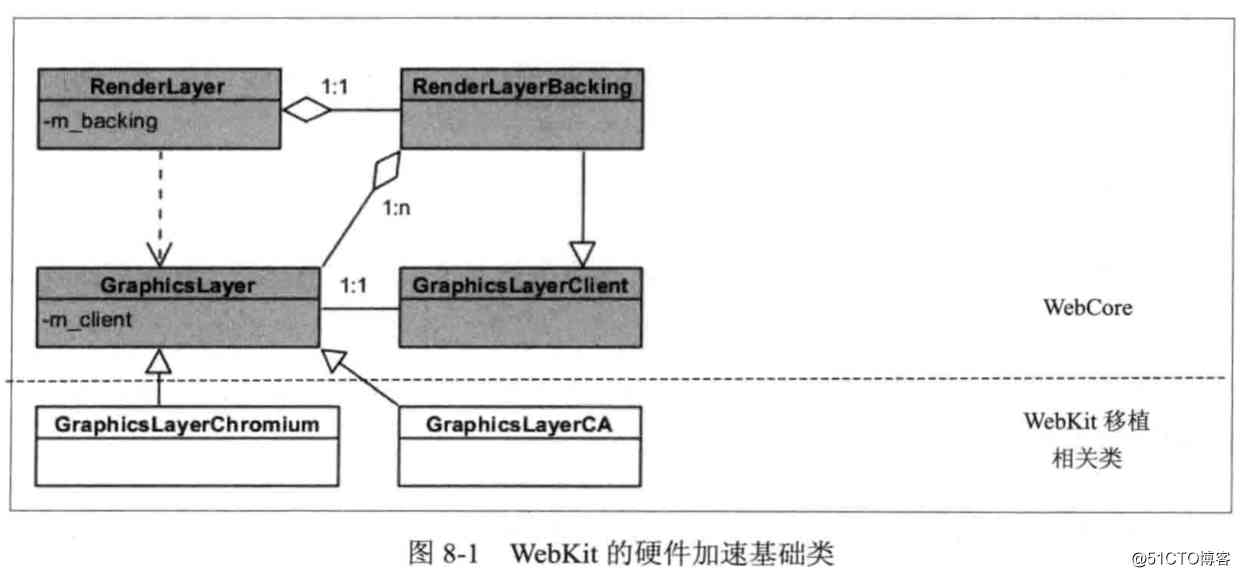 RenderLayer
-m_backing
1:1
RenderLayerBacking
1:n
GraphicsLayer
-m_client
1:1
GraphicsLayerClient
WebCore
GraphicsLayerChromium
GraphicsLayerCA
WebKit 移植
相关类
图 8-1 WebKit 的硬件加速基础类
@51CTO博客